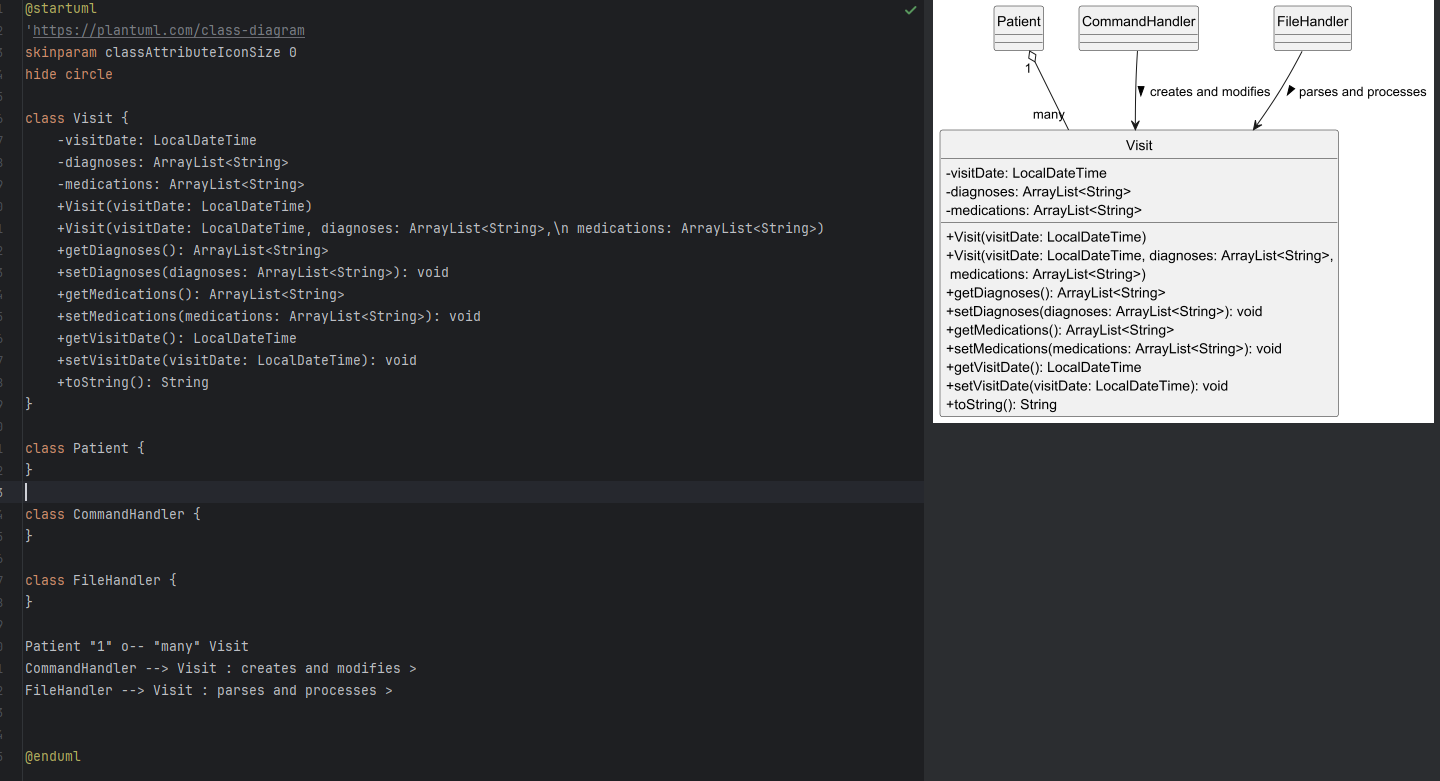 @startuml
'https://plantuml.com/class-diagram
skinparam classAttributeIconSize 0
hide circle
class Visit {
-visitDate: LocalDateTime
-diagnoses: ArrayList<String>
-medications: ArrayList<String>
+Visit(visitDate: LocalDateTime)
+Visit(visitDate: LocalDateTime, diagnoses: ArrayList<String>,\n medications: ArrayList<String>)
+getDiagnoses(): ArrayList<String>
+setDiagnoses(diagnoses: ArrayList<String>): void
+getMedications(): ArrayList<String>
+setMedications(medications: ArrayList<String>): void
+getVisitDate(): LocalDateTime
+setVisitDate(visitDate: LocalDateTime): void
+toString(): String
}
class Patient {
}
class CommandHandler {
}
class FileHandler {
}
Patient "1" o-- "many" Visit
CommandHandler --> Visit : creates and modifies >
FileHandler --> Visit : parses and processes >
@enduml
Patient
CommandHandler
FileHandler
1
creates and modifies
parses and processes
many
Visit
-visitDate: LocalDateTime
-diagnoses: ArrayList<String>
-medications: ArrayList<String>
+Visit(visitDate: LocalDateTime)
+Visit(visitDate: LocalDateTime, diagnoses: ArrayList<String>,
medications: ArrayList<String>)
+getDiagnoses(): ArrayList<String>
+setDiagnoses(diagnoses: ArrayList<String>): void
+getMedications(): ArrayList<String>
+setMedications(medications: ArrayList<String>): void
+getVisitDate(): LocalDateTime
+setVisitDate(visitDate: LocalDateTime): void
+toString(): String